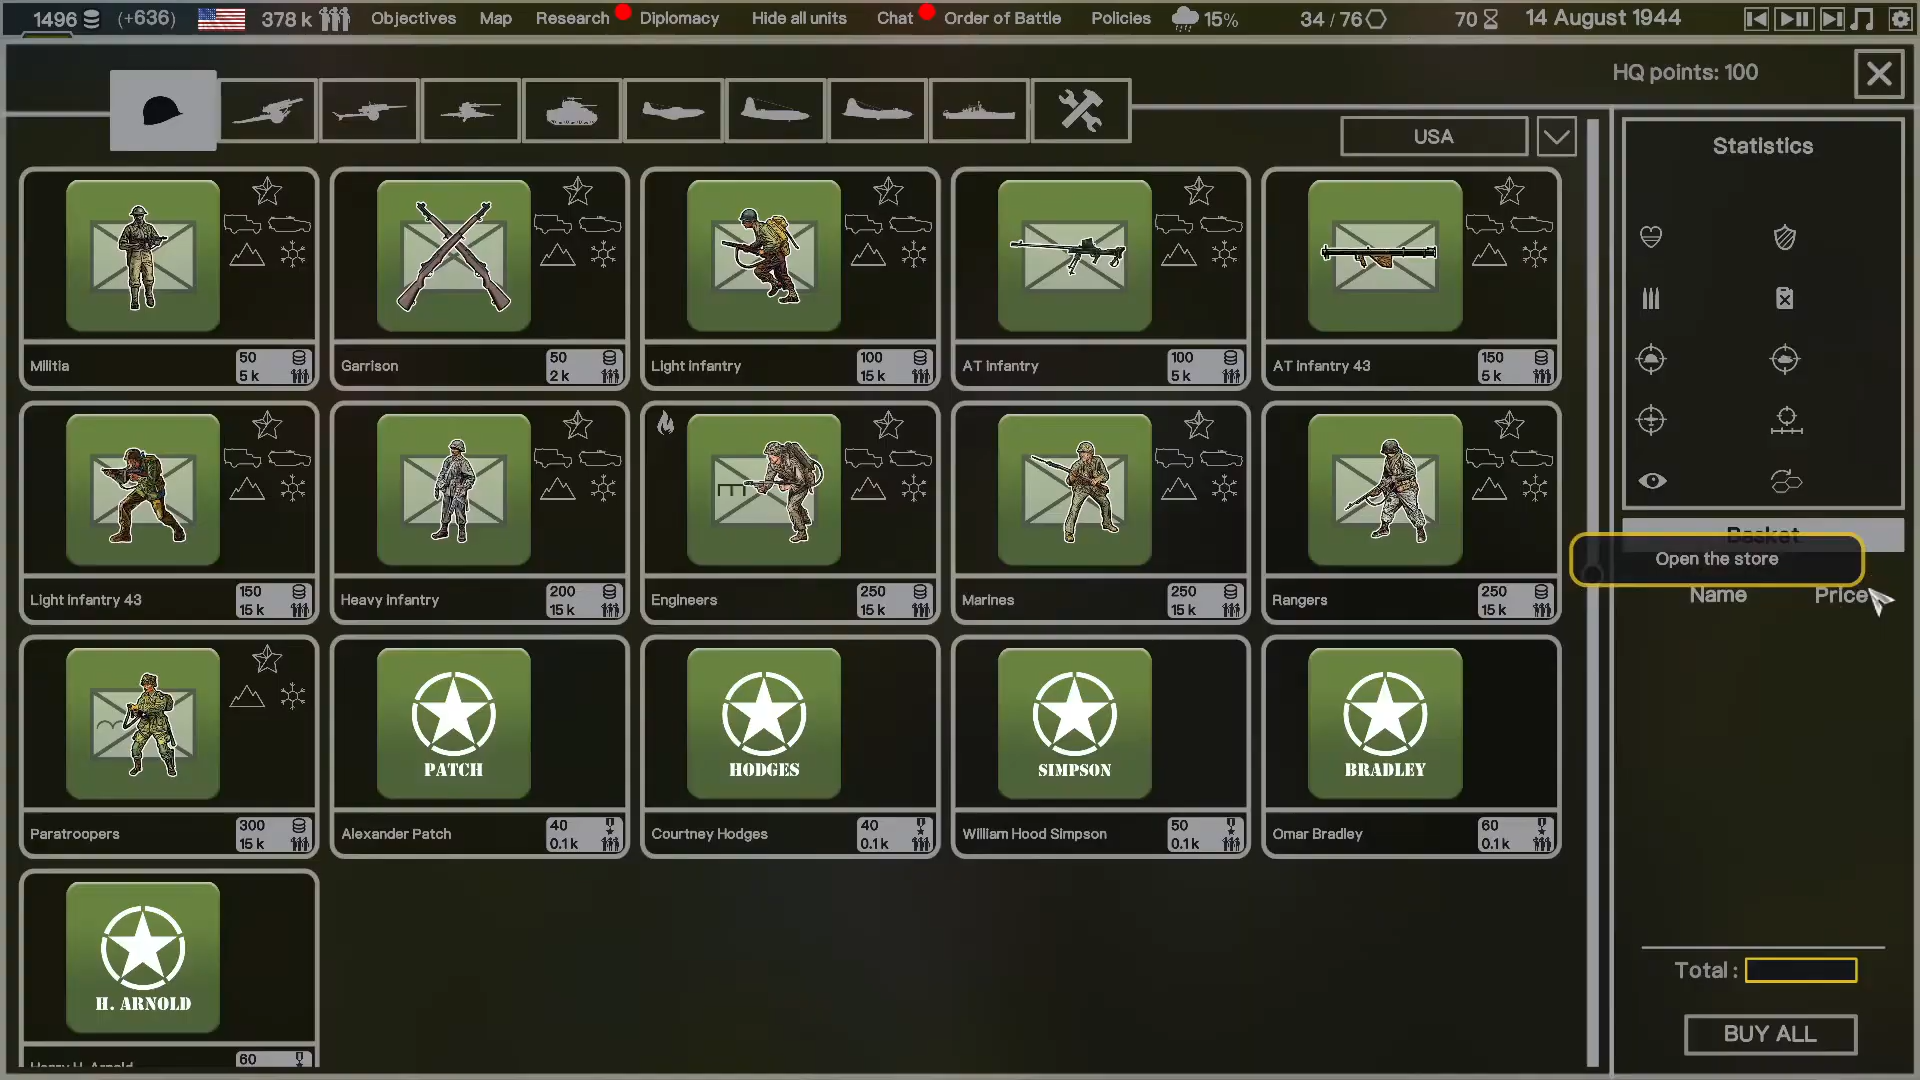 1496 (+636) 378 k Objectives Map Research Diplomacy Hide all units Chat Order of Battle Policies 15% 34 / 76 70 14 August 1944
HQ points: 100
USA
Statistics
Militia 50 5 k
Garrison 50 2 k
Light infantry 100 15 k
AT infantry 100 5 k
AT infantry 43 150 5 k
Light infantry 43 150 15 k
Heavy infantry 200 15 k
Engineers 250 15 k
Marines 250 15 k
Rangers 250 15 k
Basket
Open the store
Name Price
PATCH
HODGES
SIMPSON
BRADLEY
Paratroopers 300 15 k
Alexander Patch 40 0.1 k
Courtney Hodges 40 0.1 k
William Hood Simpson 50 0.1 k
Omar Bradley 60 0.1 k
H. ARNOLD
Henry H. Arnold 60
Total :
BUY ALL